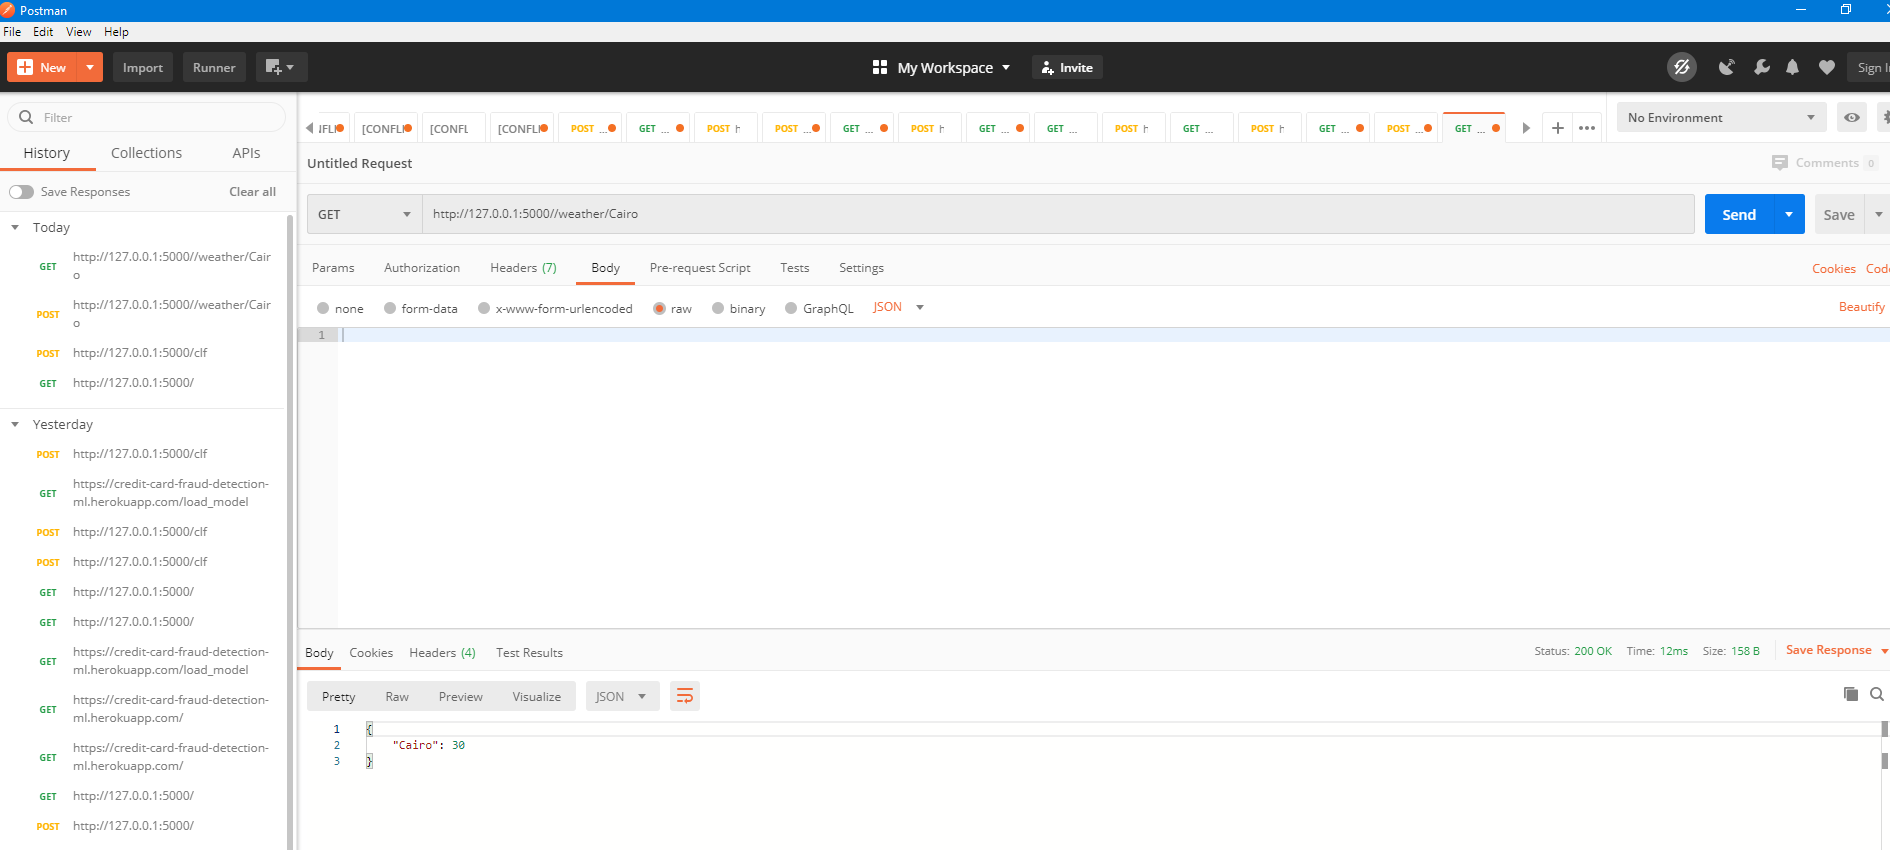 Postman
File Edit View Help
New Import Runner My Workspace Invite Sign
Filter
History Collections APIs
Save Responses Clear all
Today
GET http://127.0.0.1:5000//weather/Cair
o
POST http://127.0.0.1:5000//weather/Cair
o
POST http://127.0.0.1:5000/clf
GET http://127.0.0.1:5000/
Yesterday
POST http://127.0.0.1:5000/clf
GET https://credit-card-fraud-detection-
ml.herokuapp.com/load_model
POST http://127.0.0.1:5000/clf
POST http://127.0.0.1:5000/clf
GET http://127.0.0.1:5000/
GET http://127.0.0.1:5000/
GET https://credit-card-fraud-detection-
ml.herokuapp.com/load_model
GET https://credit-card-fraud-detection-
ml.herokuapp.com/
GET https://credit-card-fraud-detection-
ml.herokuapp.com/
GET http://127.0.0.1:5000/
POST http://127.0.0.1:5000/
[CONFLI [CONFL [CONFLI POST ... GET ... POST h POST ... GET ... POST h GET ... GET ... POST h GET ... POST h GET ... POST ... GET ...
No Environment
Untitled Request Comments 0
GET http://127.0.0.1:5000//weather/Cairo Send Save
Params Authorization Headers (7) Body Pre-request Script Tests Settings Cookies Code
none form-data x-www-form-urlencoded raw binary GraphQL JSON Beautify
1
Body Cookies Headers (4) Test Results Status: 200 OK Time: 12ms Size: 158 B Save Response
Pretty Raw Preview Visualize JSON
1 {
2 "Cairo": 30
3 }